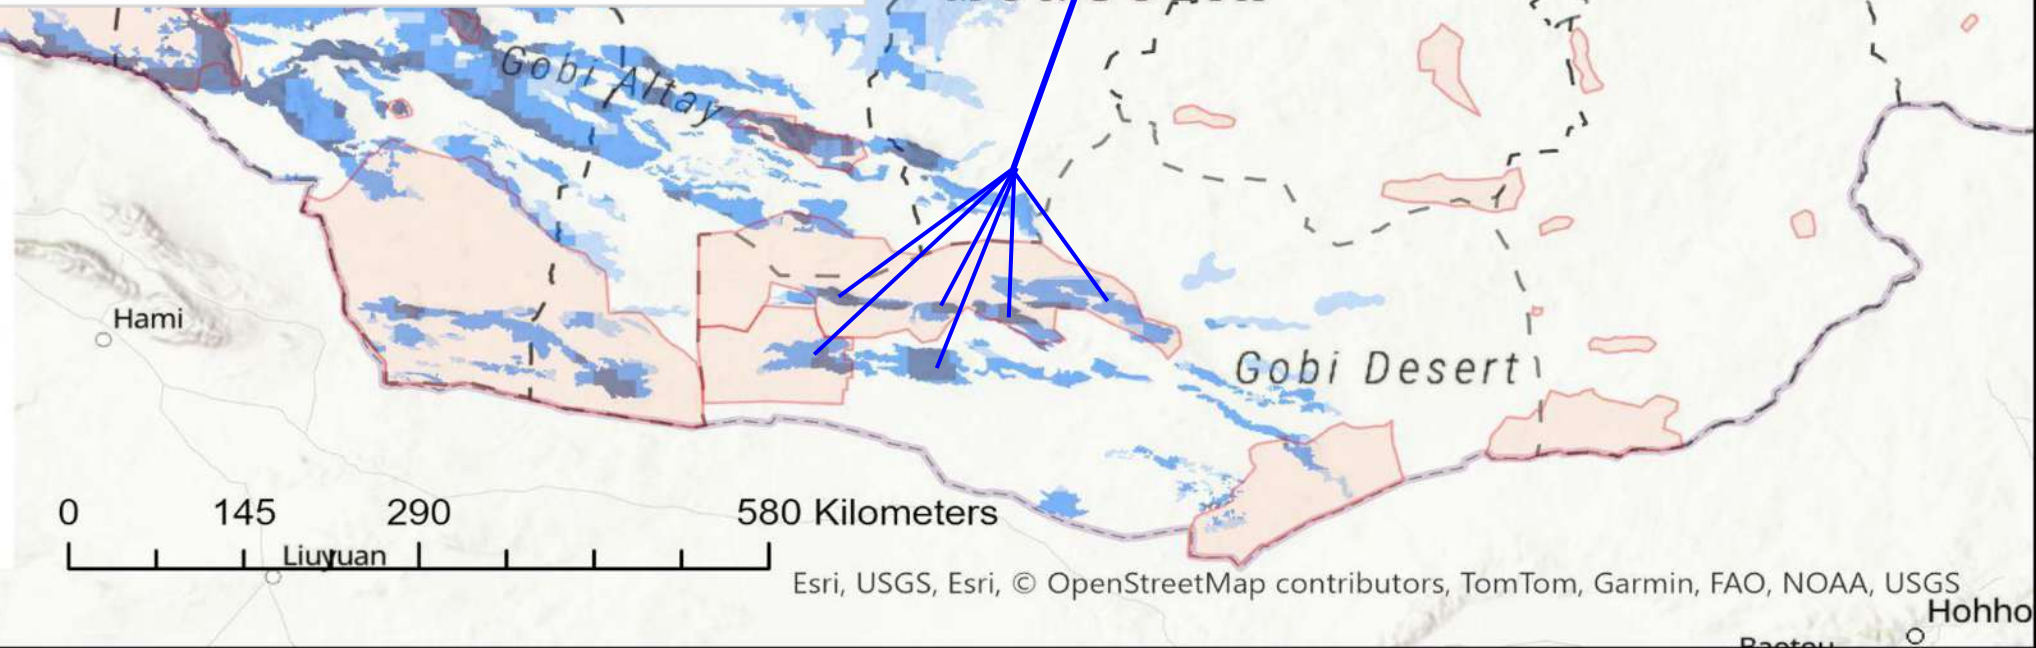 Gobi Altay
Hami
Gobi Desert
0 145 290 580 Kilometers
Liuyuan
Esri, USGS, Esri, © OpenStreetMap contributors, TomTom, Garmin, FAO, NOAA, USGS
Hohho